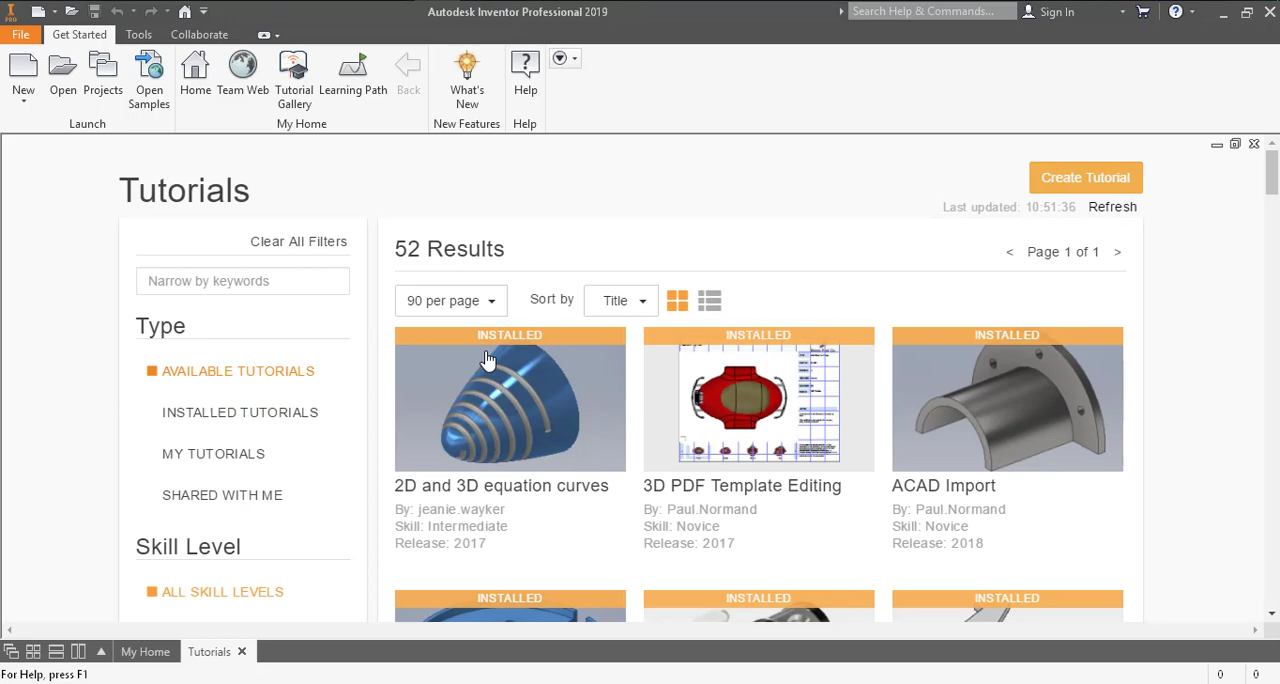 PRO
Autodesk Inventor Professional 2019
Search Help & Commands...
Sign In
File
Get Started
Tools
Collaborate
New
Open
Projects
Open
Samples
Home
Team Web
Tutorial
Gallery
Learning Path
Back
What's
New
Help
Launch
My Home
New Features
Help
Tutorials
Create Tutorial
Last updated: 10:51:36 Refresh
Clear All Filters
Narrow by keywords
Type
AVAILABLE TUTORIALS
INSTALLED TUTORIALS
MY TUTORIALS
SHARED WITH ME
Skill Level
ALL SKILL LEVELS
52 Results
< Page 1 of 1 >
90 per page
Sort by
Title
INSTALLED
2D and 3D equation curves
By: jeanie.wayker
Skill: Intermediate
Release: 2017
INSTALLED
3D PDF Template Editing
By: Paul.Normand
Skill: Novice
Release: 2017
INSTALLED
ACAD Import
By: Paul.Normand
Skill: Novice
Release: 2018
INSTALLED
INSTALLED
INSTALLED
My Home
Tutorials
For Help, press F1
0 0